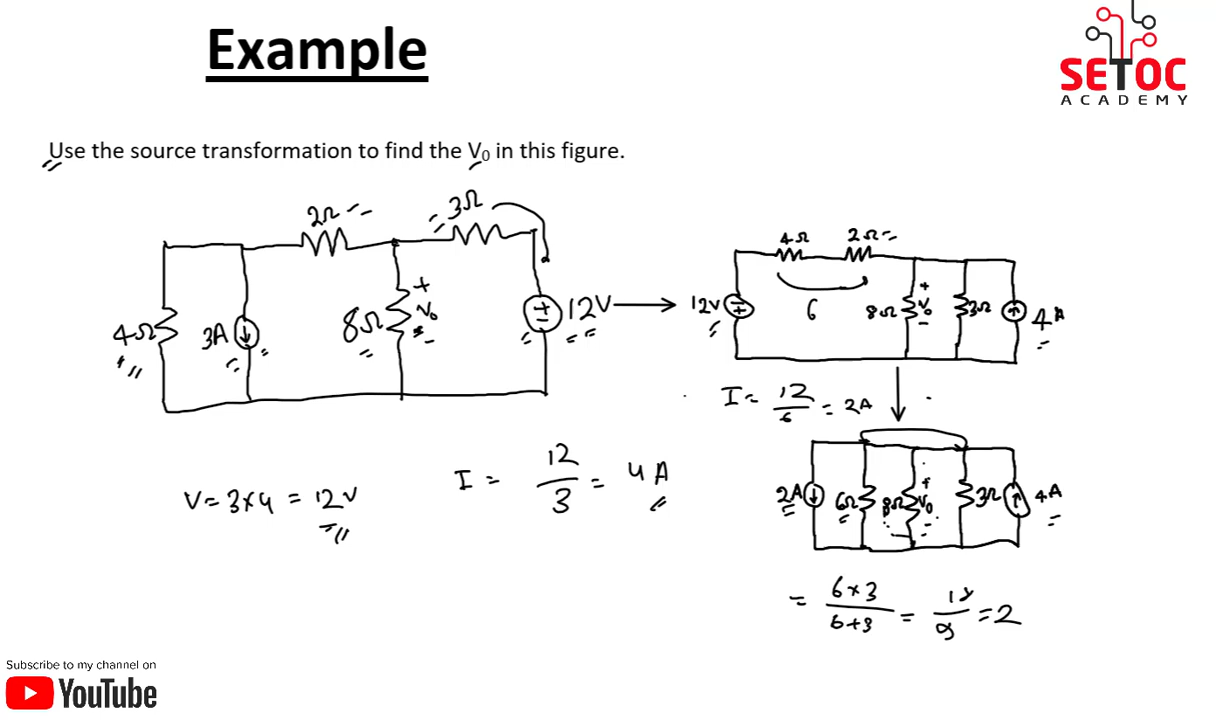 Example
SETOC
ACADEMY
Use the source transformation to find the V₀ in this figure.
2Ω
3Ω
4Ω
3A
8Ω
+
V₀
-
12V
4Ω
2Ω
12V
6
8Ω
+
V₀
-
3Ω
4A
I = 12/6 = 2A
2A
6Ω
8Ω
+
V₀
-
3Ω
4A
V = 3×4 = 12V
I = 12/3 = 4A
= 6×3/6+3 = 18/9 = 2
Subscribe to my channel on
YouTube